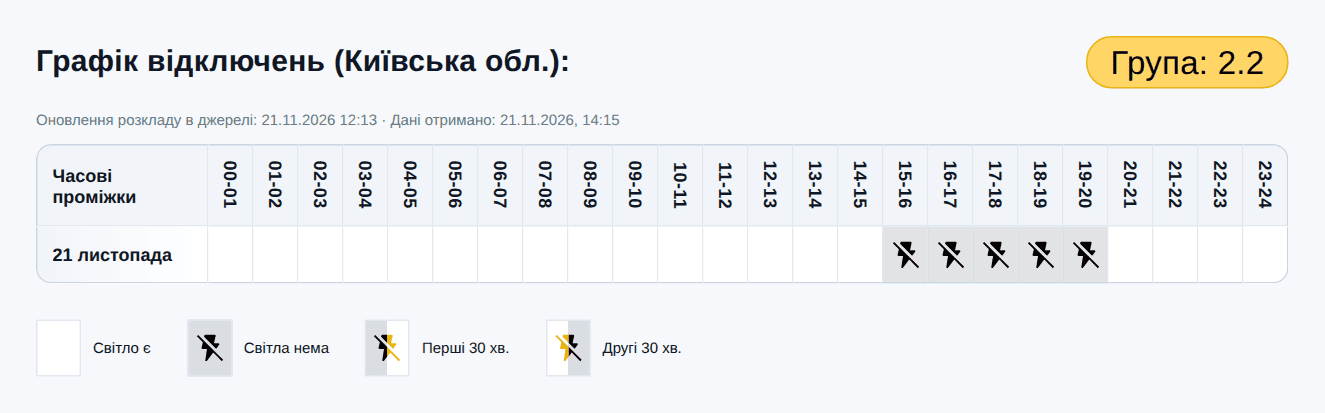 Графік відключень (Київська обл.):
Група: 2.2
Оновлення розкладу в джерелі: 21.11.2026 12:13 · Дані отримано: 21.11.2026, 14:15
Часові
проміжки
00-01
01-02
02-03
03-04
04-05
05-06
06-07
07-08
08-09
09-10
10-11
11-12
12-13
13-14
14-15
15-16
16-17
17-18
18-19
19-20
20-21
21-22
22-23
23-24
21 листопада
Світло є
Світла нема
Перші 30 хв.
Другі 30 хв.